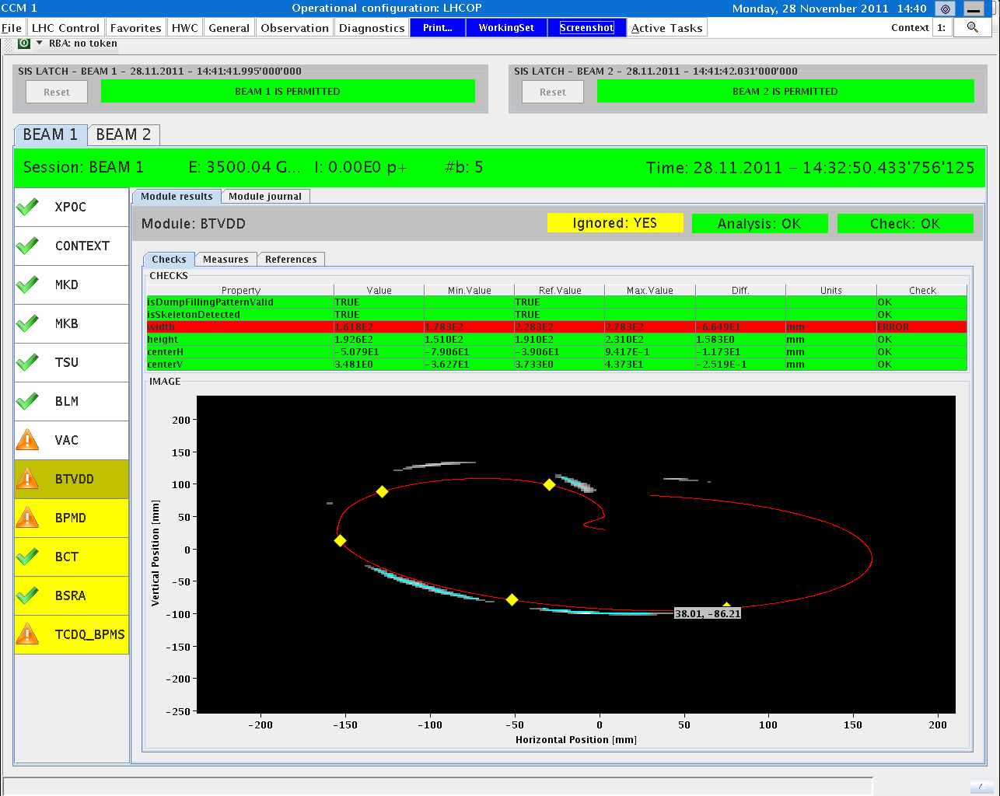 CCM 1 Operational configuration: LHCOP Monday, 28 November 2011 14:40
File LHC Control Favorites HWC General Observation Diagnostics Print... WorkingSet Screenshot Active Tasks Context 1:
RBA: no token
SIS LATCH - BEAM 1 - 28.11.2011 - 14:41:41.995'000'000 SIS LATCH - BEAM 2 - 28.11.2011 - 14:41:42.031'000'000
Reset BEAM 1 IS PERMITTED Reset BEAM 2 IS PERMITTED
BEAM 1 BEAM 2
Session: BEAM 1 E: 3500.04 G... I: 0.00E0 p+ #b: 5 Time: 28.11.2011 - 14:32:50.433'756'125
XPOC
CONTEXT
MKD
MKB
TSU
BLM
VAC
BTVDD
BPMD
BCT
BSRA
TCDQ_BPMS
Module results Module journal
Module: BTVDD Ignored: YES Analysis: OK Check: OK
Checks Measures References
CHECKS
Property Value Min.Value Ref.Value Max.Value Diff. Units Check
isDumpFillingPatternValid TRUE TRUE OK
isSkeletonDetected TRUE TRUE OK
width 1.618E2 1.783E2 2.283E2 2.783E2 -6.649E1 mm ERROR
height 1.926E2 1.510E2 1.910E2 2.310E2 1.583E0 mm OK
centerH -5.079E1 -7.906E1 -3.906E1 9.417E-1 -1.173E1 mm OK
centerV 3.481E0 -3.627E1 3.733E0 4.373E1 -2.519E-1 mm OK
IMAGE
200
150
100
50
0
-50
-100
-150
-200
-250
Vertical Position [mm]
38.01, -86.21
-200 -150 -100 -50 0 50 100 150 200
Horizontal Position [mm]